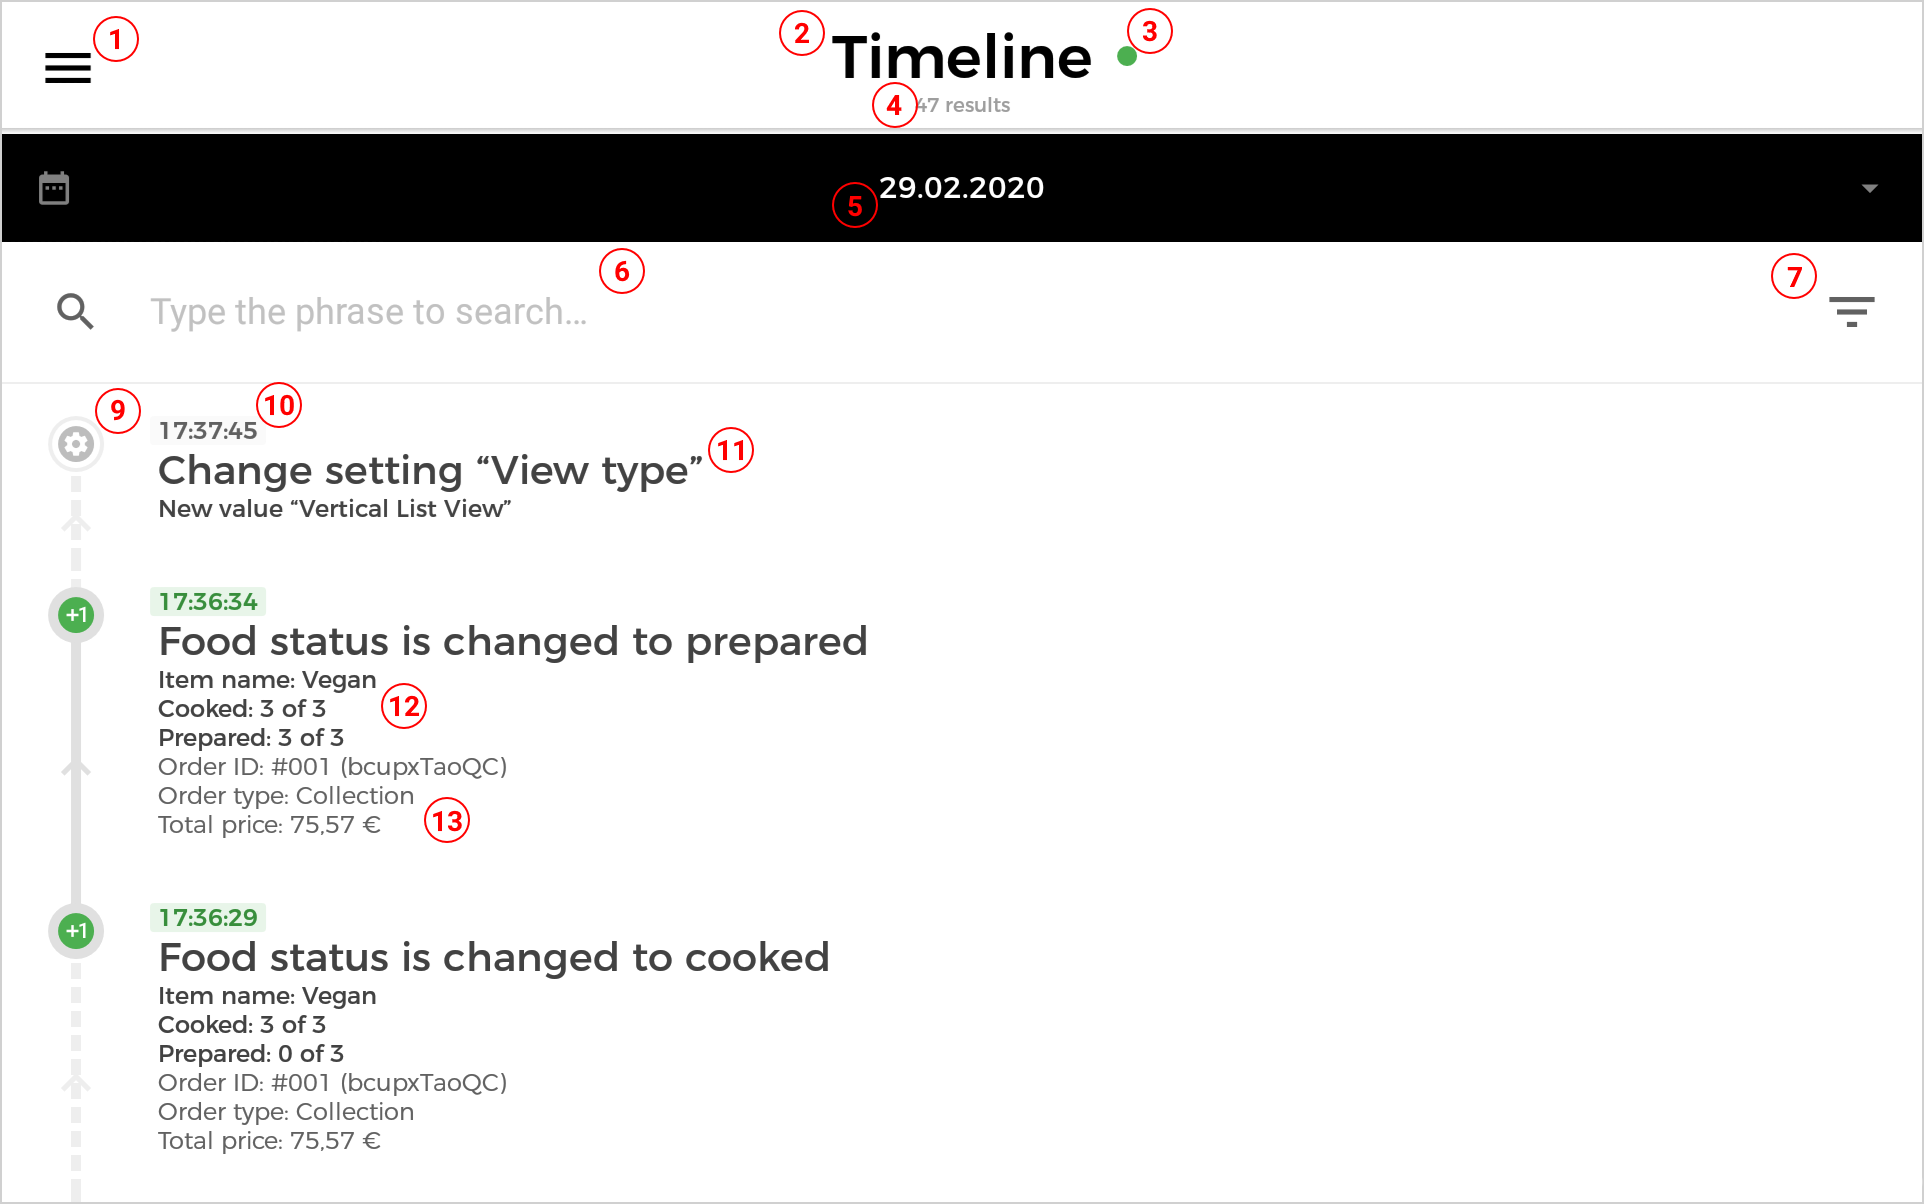 1
2 Timeline 3
4 47 results
5 29.02.2020
6
Type the phrase to search...
7
9
10
17:37:45
Change setting “View type” 11
New value “Vertical List View”
+1
17:36:34
Food status is changed to prepared
Item name: Vegan
Cooked: 3 of 3 12
Prepared: 3 of 3
Order ID: #001 (bcupxTaoQC)
Order type: Collection
Total price: 75,57 € 13
+1
17:36:29
Food status is changed to cooked
Item name: Vegan
Cooked: 3 of 3
Prepared: 0 of 3
Order ID: #001 (bcupxTaoQC)
Order type: Collection
Total price: 75,57 €